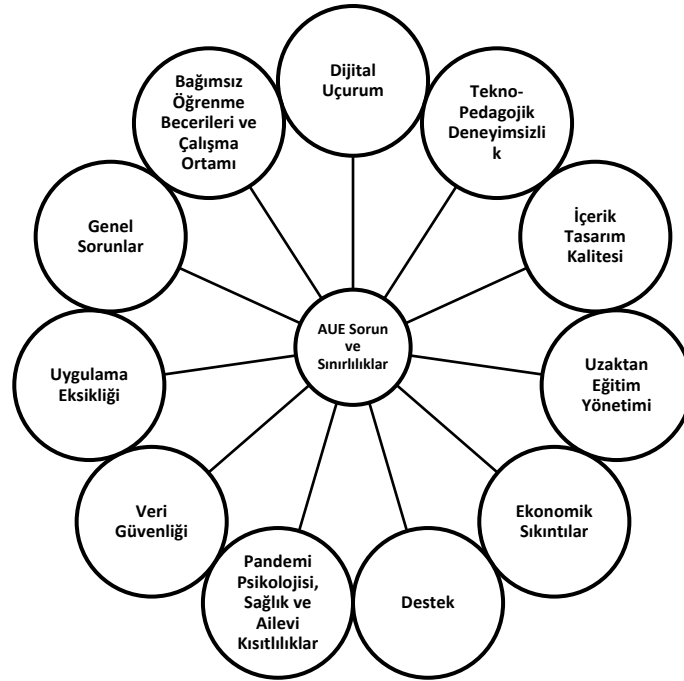 Dijital
Uçurum
Tekno-
Pedagojik
Deneyimsizli
k
İçerik
Tasarım
Kalitesi
Uzaktan
Eğitim
Yönetimi
Ekonomik
Sıkıntılar
Destek
Pandemi
Psikolojisi,
Sağlık ve
Ailevi
Kısıtlılıklar
Veri
Güvenliği
Uygulama
Eksikliği
Genel
Sorunlar
Bağımsız
Öğrenme
Becerileri ve
Çalışma
Ortamı
AUE Sorun
ve
Sınırlılıklar